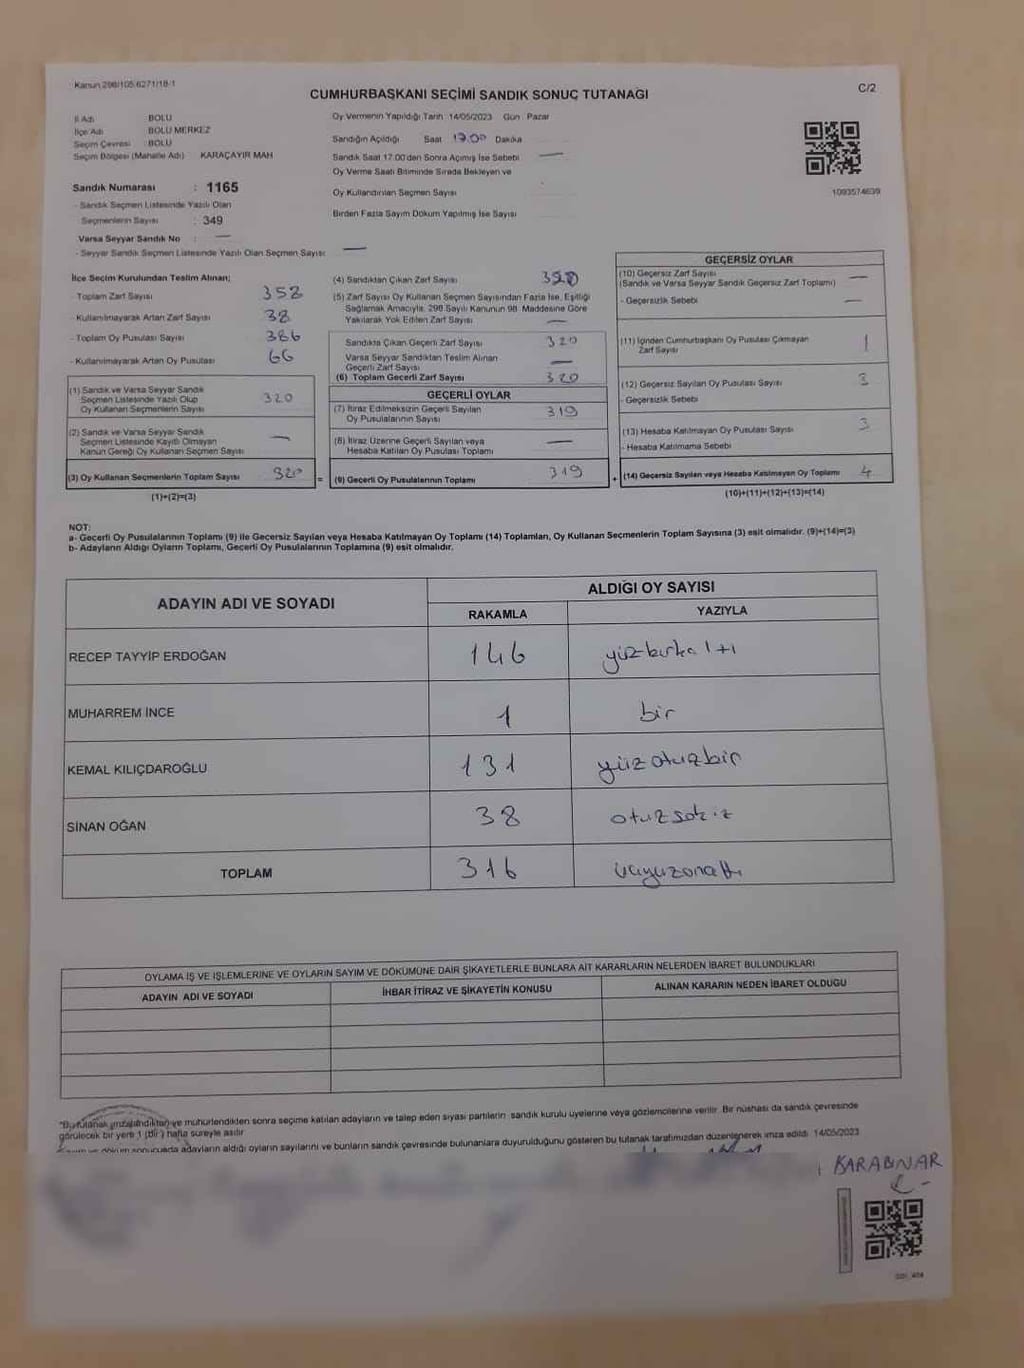 Kanun 298/105,6271/18-1
C/2
CUMHURBAŞKANI SEÇİMİ SANDIK SONUÇ TUTANAĞI
İl Adı BOLU
İlçe Adı BOLU MERKEZ
Seçim Çevresi BOLU
Seçim Bölgesi (Mahalle Adı) KARAÇAYIR MAH
Sandık Numarası : 1165
- Sandık Seçmen Listesinde Yazılı Olan
Seçmenlerin Sayısı : 349
Varsa Seyyar Sandık No : —
- Seyyar Sandık Seçmen Listesinde Yazılı Olan Seçmen Sayısı : —
Oy Vermenin Yapıldığı Tarih 14/05/2023 Gün Pazar
Sandığın Açıldığı Saat 17.00 Dakika
Sandık Saat 17.00'den Sonra Açımış İse Sebebi —
Oy Verme Saati Bitiminde Sırada Bekleyen ve
Oy Kullandırılan Seçmen Sayısı
Birden Fazla Sayım Döküm Yapılmış İse Sayısı
1093574639
İlçe Seçim Kurulundan Teslim Alınan;
- Toplam Zarf Sayısı 358
- Kullanılmayarak Artan Zarf Sayısı 38
- Toplam Oy Pusulası Sayısı 386
- Kullanılmayarak Artan Oy Pusulası 66
(1) Sandık ve Varsa Seyyar Sandık
Seçmen Listesinde Yazılı Olup
Oy Kullanan Seçmenlerin Sayısı 320
(2) Sandık ve Varsa Seyyar Sandık
Seçmen Listesinde Kayıtlı Olmayan
Kanun Gereği Oy Kullanan Seçmen Sayısı —
(3) Oy Kullanan Seçmenlerin Toplam Sayısı 320
(1)+(2)=(3)
(4) Sandıktan Çıkan Zarf Sayısı 320
(5) Zarf Sayısı Oy Kullanan Seçmen Sayısından Fazla İse, Eşitliği
Sağlamak Amacıyla; 298 Sayılı Kanunun 98. Maddesine Göre
Yakılarak Yok Edilen Zarf Sayısı —
Sandıkta Çıkan Geçerli Zarf Sayısı 320
Varsa Seyyar Sandıktan Teslim Alınan
Geçerli Zarf Sayısı —
(6) Toplam Geçerli Zarf Sayısı 320
GEÇERLİ OYLAR
(7) İtiraz Edilmeksizin Geçerli Sayılan
Oy Pusulalarının Sayısı 319
(8) İtiraz Üzerine Geçerli Sayılan veya
Hesaba Katılan Oy Pusulası Toplamı —
= (9) Geçerli Oy Pusulalarının Toplamı 319
GEÇERSİZ OYLAR
(10) Geçersiz Zarf Sayısı
(Sandık ve Varsa Seyyar Sandık Geçersiz Zarf Toplamı) —
- Geçersizlik Sebebi —
(11) İçinden Cumhurbaşkanı Oy Pusulası Çıkmayan
Zarf Sayısı 1
(12) Geçersiz Sayılan Oy Pusulası Sayısı 3
- Geçersizlik Sebebi
(13) Hesaba Katılmayan Oy Pusulası Sayısı 3
- Hesaba Katılmama Sebebi
+ (14) Geçersiz Sayılan veya Hesaba Katılmayan Oy Toplamı 4
(10)+(11)+(12)+(13)=(14)
NOT:
a- Geçerli Oy Pusulalarının Toplamı (9) ile Geçersiz Sayılan veya Hesaba Katılmayan Oy Toplamı (14) Toplamları, Oy Kullanan Seçmenlerin Toplam Sayısına (3) eşit olmalıdır. (9)+(14)=(3)
b- Adayların Aldığı Oyların Toplamı, Geçerli Oy Pusulalarının Toplamına (9) eşit olmalıdır.
ADAYIN ADI VE SOYADI
ALDIĞI OY SAYISI
RAKAMLA YAZIYLA
RECEP TAYYİP ERDOĞAN 146 yüzkırkaltı
MUHARREM İNCE 1 bir
KEMAL KILIÇDAROĞLU 131 yüzotuzbir
SİNAN OĞAN 38 otuzsekiz
TOPLAM 316 üçyüzonaltı
OYLAMA İŞ VE İŞLEMLERİNE VE OYLARIN SAYIM VE DÖKÜMÜNE DAİR ŞİKAYETLERLE BUNLARA AİT KARARLARIN NELERDEN İBARET BULUNDUKLARI
ADAYIN ADI VE SOYADI İHBAR İTİRAZ VE ŞİKAYETİN KONUSU ALINAN KARARIN NEDEN İBARET OLDUĞU
"Bu tutanak imzalandıktan ve mühürlendikten sonra seçime katılan adayların ve talep eden siyasi partilerin sandık kurulu üyelerine veya gözlemcilerine verilir. Bir nüshası da sandık çevresinde
görülecek bir yere 1 (Bir) hafta süreyle asılır
Sayım ve döküm sonucunda adayların aldığı oyların sayılarını ve bunların sandık çevresinde bulunanlara duyurulduğunu gösteren bu tutanak tarafımızdan düzenlenerek imza edildi. 14/05/2023
KARABINAR